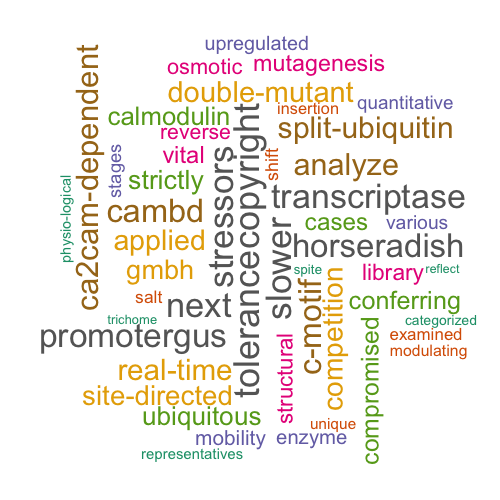 upregulated
osmotic
mutagenesis
double-mutant
quantitative
insertion
calmodulin
reverse
split-ubiquitin
ca2cam-dependent
stages
vital
shift
analyze
strictly
physio-logical
stressors
tolerancecopyright
transcriptase
cambd
slower
cases
various
applied
horseradish
gmbh
spite
library
reflect
salt
next
c-motif
competition
conferring
trichome
categorized
promotergus
examined
modulating
real-time
structural
compromised
site-directed
ubiquitous
unique
mobility
enzyme
representatives